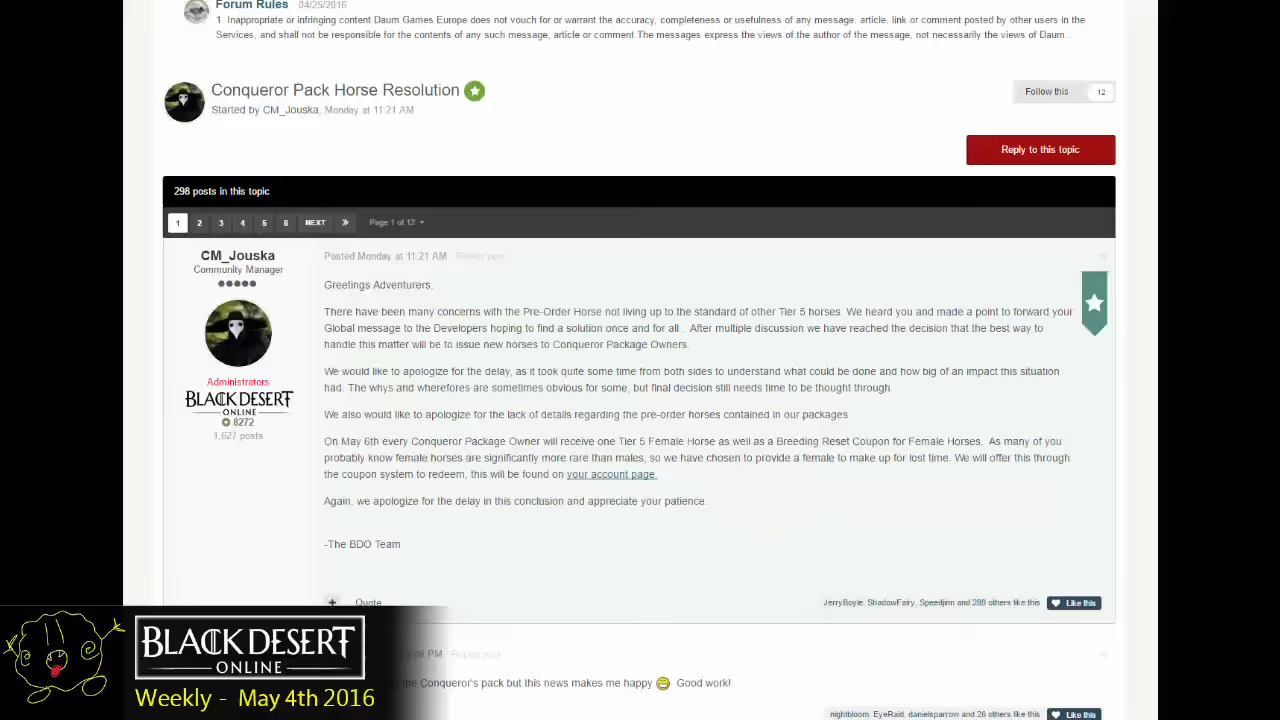 Forum Rules 04/25/2016
1. Inappropriate or infringing content Daum Games Europe does not vouch for or warrant the accuracy, completeness or usefulness of any message, article, link or comment posted by other users in the
Services, and shall not be responsible for the contents of any such message, article or comment.The messages express the views of the author of the message, not necessarily the views of Daum...
Conqueror Pack Horse Resolution
Follow this 12
Started by CM_Jouska, Monday at 11:21 AM
Reply to this topic
298 posts in this topic
1 2 3 4 5 6 NEXT » Page 1 of 12
CM_Jouska
Community Manager
Administrators
BLACK DESERT
ONLINE
8272
1,627 posts
Posted Monday at 11:21 AM · Report post
Greetings Adventurers,
There have been many concerns with the Pre-Order Horse not living up to the standard of other Tier 5 horses. We heard you and made a point to forward your
Global message to the Developers hoping to find a solution once and for all . After multiple discussion we have reached the decision that the best way to
handle this matter will be to issue new horses to Conqueror Package Owners.
We would like to apologize for the delay, as it took quite some time from both sides to understand what could be done and how big of an impact this situation
had. The whys and wherefores are sometimes obvious for some, but final decision still needs time to be thought through.
We also would like to apologize for the lack of details regarding the pre-order horses contained in our packages
On May 6th every Conqueror Package Owner will receive one Tier 5 Female Horse as well as a Breeding Reset Coupon for Female Horses. As many of you
probably know female horses are significantly more rare than males, so we have chosen to provide a female to make up for lost time. We will offer this through
the coupon system to redeem, this will be found on your account page.
Again, we apologize for the delay in this conclusion and appreciate your patience.
-The BDO Team
+ Quote
JerryBoyle, ShadowFairy, Speedjinn and 289 others like this Like this
PM · Report post
the Conqueror's pack but this news makes me happy Good work!
nightbloom, EyeRaid, danielsparrow and 26 others like this Like this
BLACK DESERT
ONLINE
Weekly - May 4th 2016